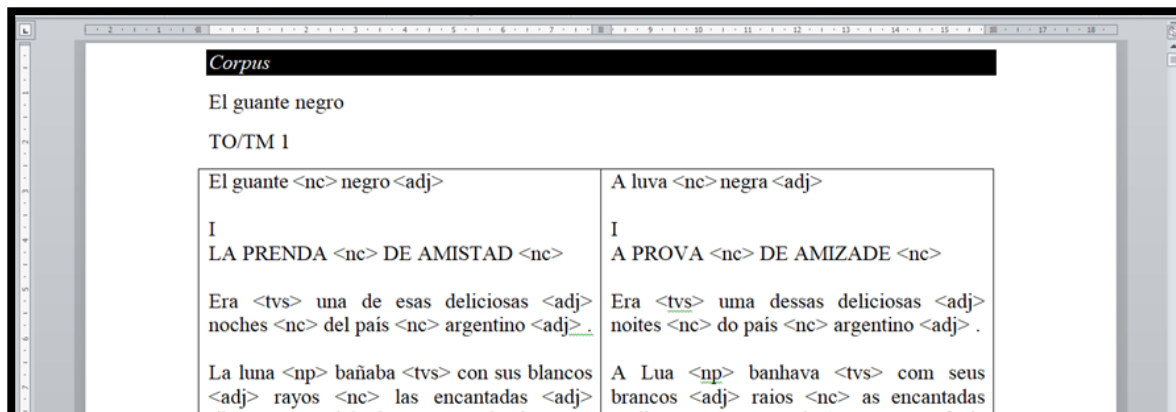 Corpus
El guante negro
TO/TM 1
El guante <nc> negro <adj>
I
LA PRENDA <nc> DE AMISTAD <nc>
Era <tvs> una de esas deliciosas <adj>
noches <nc> del país <nc> argentino <adj> .
La luna <np> bañaba <tvs> con sus blancos
<adj> rayos <nc> las encantadas <adj>
A luva <nc> negra <adj>
I
A PROVA <nc> DE AMIZADE <nc>
Era <tvs> uma dessas deliciosas <adj>
noites <nc> do país <nc> argentino <adj> .
A Lua <np> banhava <tvs> com seus
brancos <adj> raios <nc> as encantadas